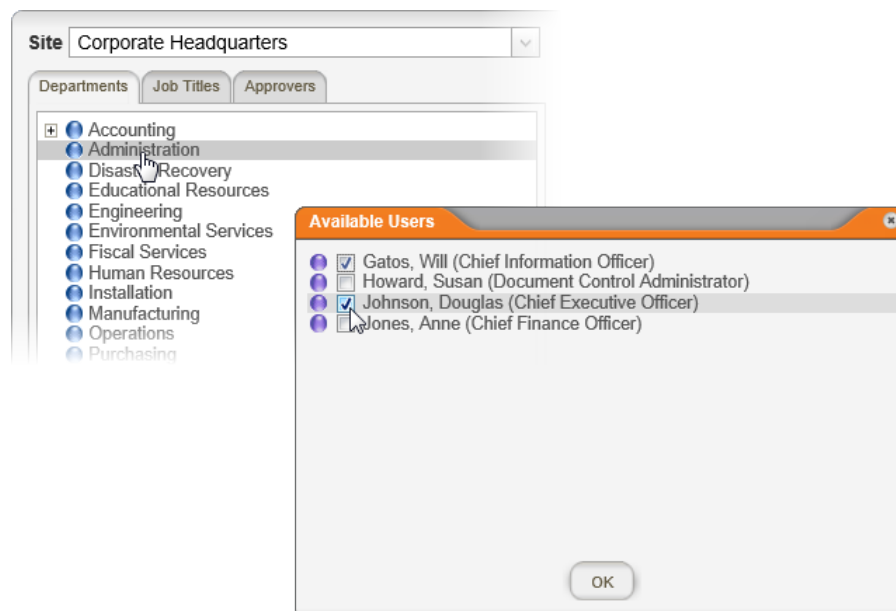 Site Corporate Headquarters
Departments Job Titles Approvers
Accounting
Administration
Disaster Recovery
Educational Resources
Engineering
Environmental Services
Fiscal Services
Human Resources
Installation
Manufacturing
Operations
Purchasing
Available Users
Gatos, Will (Chief Information Officer)
Howard, Susan (Document Control Administrator)
Johnson, Douglas (Chief Executive Officer)
Jones, Anne (Chief Finance Officer)
OK